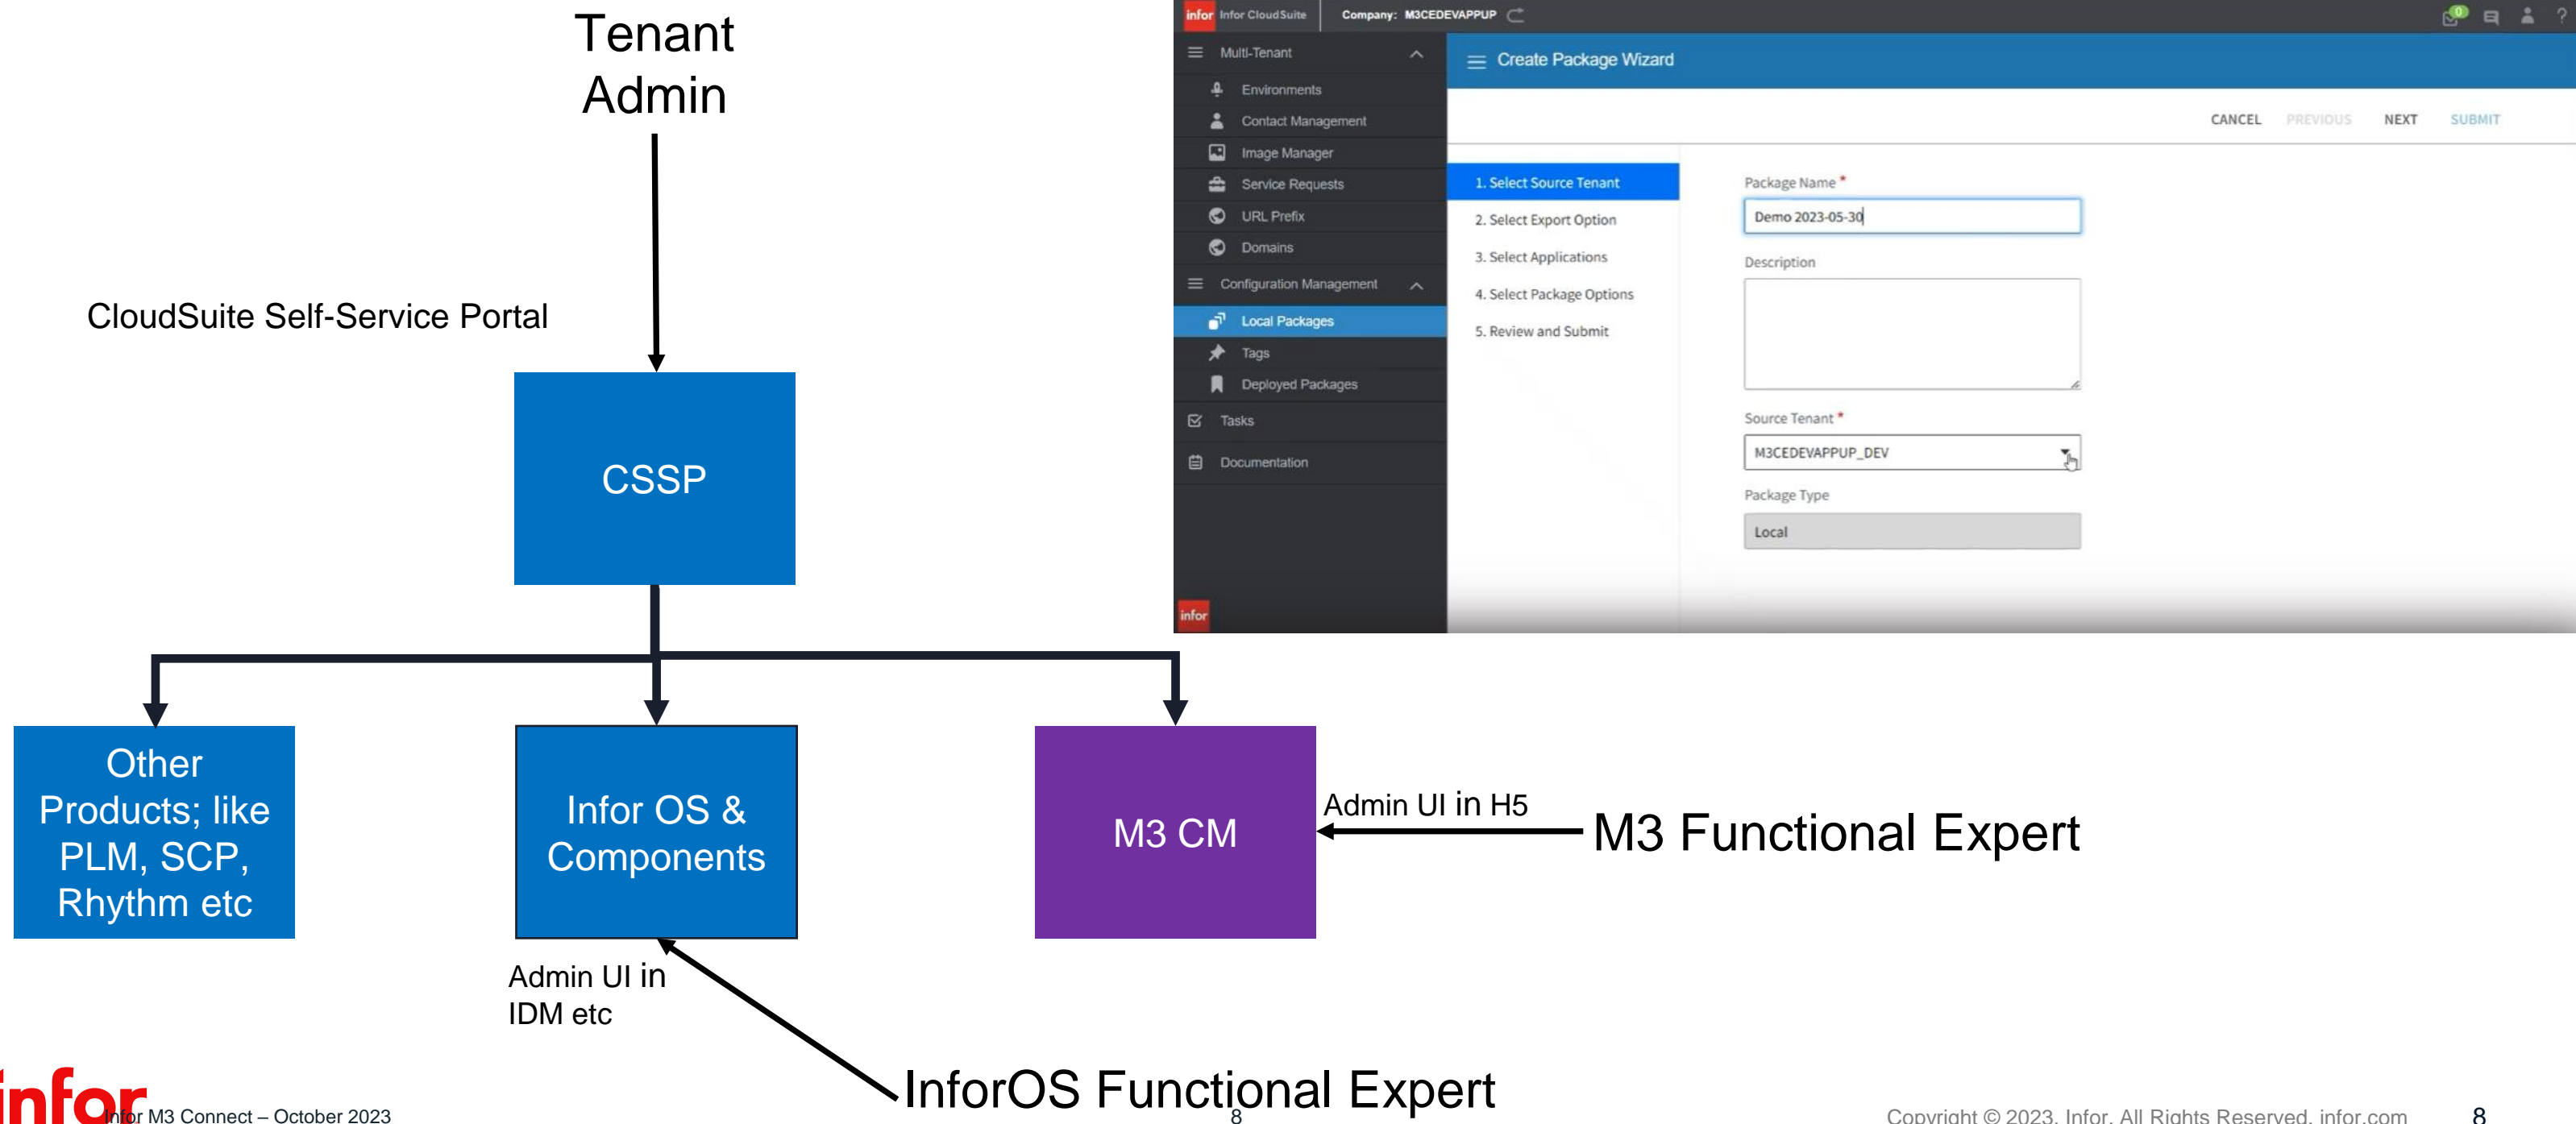 Tenant
Admin
CloudSuite Self-Service Portal
CSSP
Other
Products; like
PLM, SCP,
Rhythm etc
Infor OS &
Components
M3 CM
Admin UI in H5
M3 Functional Expert
Admin UI in
IDM etc
InforOS Functional Expert
infor Infor CloudSuite
Company: M3CEDEVAPPUP
0
?
Multi-Tenant
Environments
Contact Management
Image Manager
Service Requests
URL Prefix
Domains
Configuration Management
Local Packages
Tags
Deployed Packages
Tasks
Documentation
infor
Create Package Wizard
CANCEL PREVIOUS NEXT SUBMIT
1. Select Source Tenant
2. Select Export Option
3. Select Applications
4. Select Package Options
5. Review and Submit
Package Name *
Demo 2023-05-30
Description
Source Tenant *
M3CEDEVAPPUP_DEV
Package Type
Local
infor
Infor M3 Connect – October 2023
8
Copyright © 2023. Infor. All Rights Reserved. infor.com
8